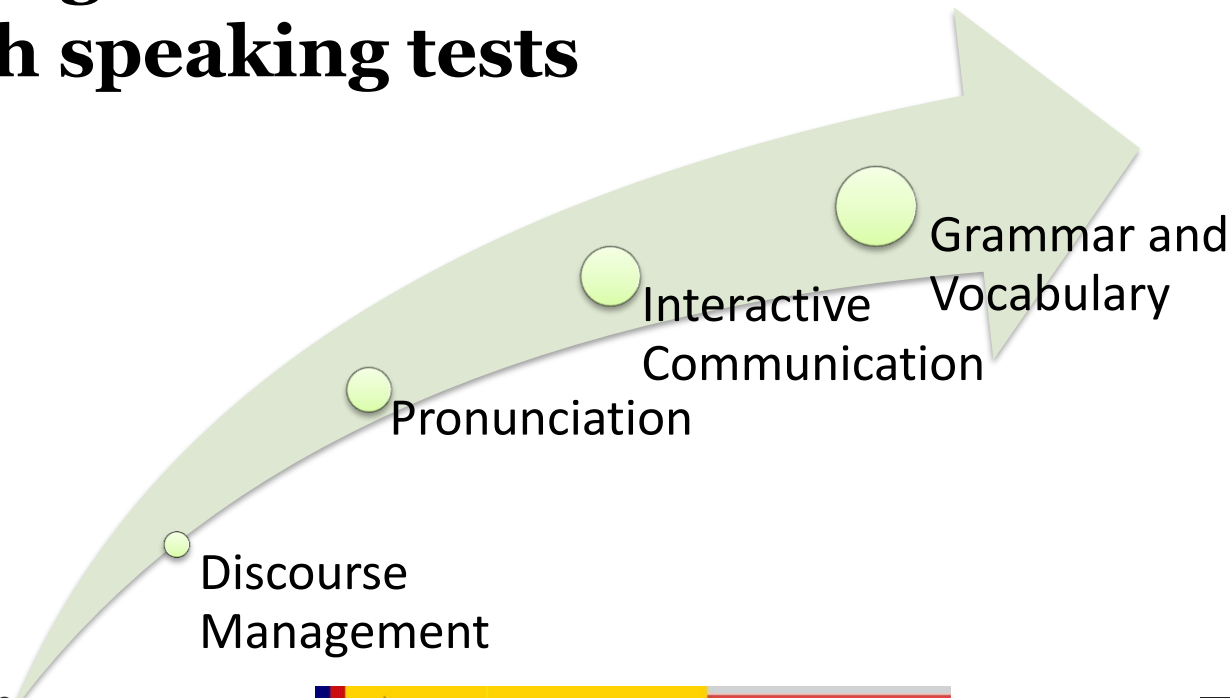 h speaking tests
Grammar and
Vocabulary
Interactive
Communication
Pronunciation
Discourse
Management